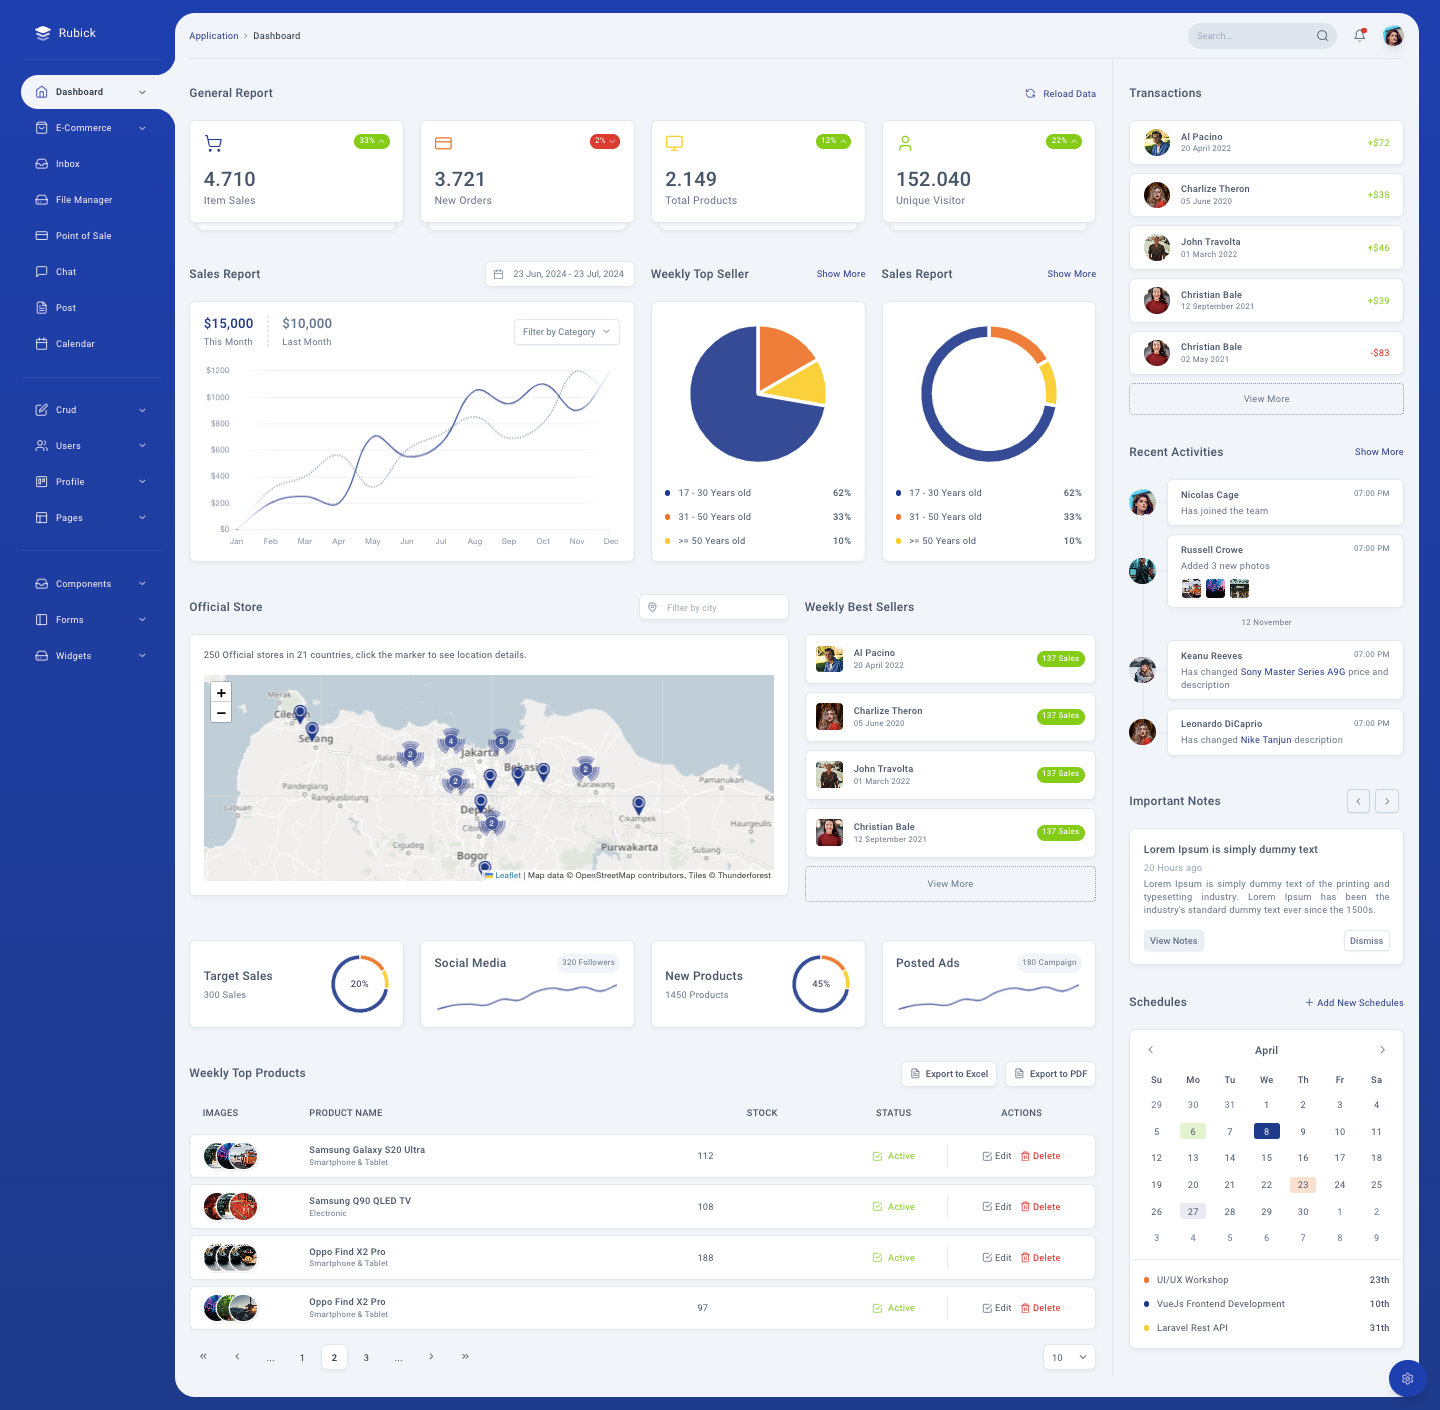 Rubick
Application > Dashboard
Search...
Dashboard
E-Commerce
Inbox
File Manager
Point of Sale
Chat
Post
Calendar
Crud
Users
Profile
Pages
Components
Forms
Widgets
General Report
Reload Data
33%
4.710
Item Sales
2%
3.721
New Orders
12%
2.149
Total Products
22%
152.040
Unique Visitor
Sales Report
23 Jun, 2024 - 23 Jul, 2024
$15,000
This Month
$10,000
Last Month
Filter by Category
$1200
$1000
$800
$600
$400
$200
$0
Jan Feb Mar Apr May Jun Jul Aug Sep Oct Nov Dec
Weekly Top Seller
Show More
17 - 30 Years old 62%
31 - 50 Years old 33%
>= 50 Years old 10%
Sales Report
Show More
17 - 30 Years old 62%
31 - 50 Years old 33%
>= 50 Years old 10%
Official Store
Filter by city
250 Official stores in 21 countries, click the marker to see location details.
+
−
Merak
Serang
2
4
5
Jakarta
2
2
Pandeglang
Rangkasbitung
Labuan
Karawang
Pamanukan
Ka
2
Cikampek
Haurgeulis
Cigudeg
Purwakarta
Subang
Bogor
Leaflet | Map data © OpenStreetMap contributors, Tiles © Thunderforest
Weekly Best Sellers
Al Pacino
20 April 2022
137 Sales
Charlize Theron
05 June 2020
137 Sales
John Travolta
01 March 2022
137 Sales
Christian Bale
12 September 2021
137 Sales
View More
Target Sales
300 Sales
20%
Social Media
320 Followers
New Products
1450 Products
45%
Posted Ads
180 Campaign
Weekly Top Products
Export to Excel
Export to PDF
IMAGES PRODUCT NAME STOCK STATUS ACTIONS
Samsung Galaxy S20 Ultra
Smartphone & Tablet
112 Active Edit Delete
Samsung Q90 QLED TV
Electronic
108 Active Edit Delete
Oppo Find X2 Pro
Smartphone & Tablet
188 Active Edit Delete
Oppo Find X2 Pro
Smartphone & Tablet
97 Active Edit Delete
« ‹ ... 1 2 3 ... › »
10
Transactions
Al Pacino
20 April 2022
+$72
Charlize Theron
05 June 2020
+$38
John Travolta
01 March 2022
+$46
Christian Bale
12 September 2021
+$39
Christian Bale
02 May 2021
-$83
View More
Recent Activities
Show More
Nicolas Cage 07:00 PM
Has joined the team
Russell Crowe 07:00 PM
Added 3 new photos
12 November
Keanu Reeves 07:00 PM
Has changed Sony Master Series A9G price and
description
Leonardo DiCaprio 07:00 PM
Has changed Nike Tanjun description
Important Notes
Lorem Ipsum is simply dummy text
20 Hours ago
Lorem Ipsum is simply dummy text of the printing and
typesetting industry. Lorem Ipsum has been the
industry's standard dummy text ever since the 1500s.
View Notes
Dismiss
Schedules
+ Add New Schedules
April
Su Mo Tu We Th Fr Sa
29 30 31 1 2 3 4
5 6 7 8 9 10 11
12 13 14 15 16 17 18
19 20 21 22 23 24 25
26 27 28 29 30 1 2
3 4 5 6 7 8 9
UI/UX Workshop 23th
VueJs Frontend Development 10th
Laravel Rest API 31th